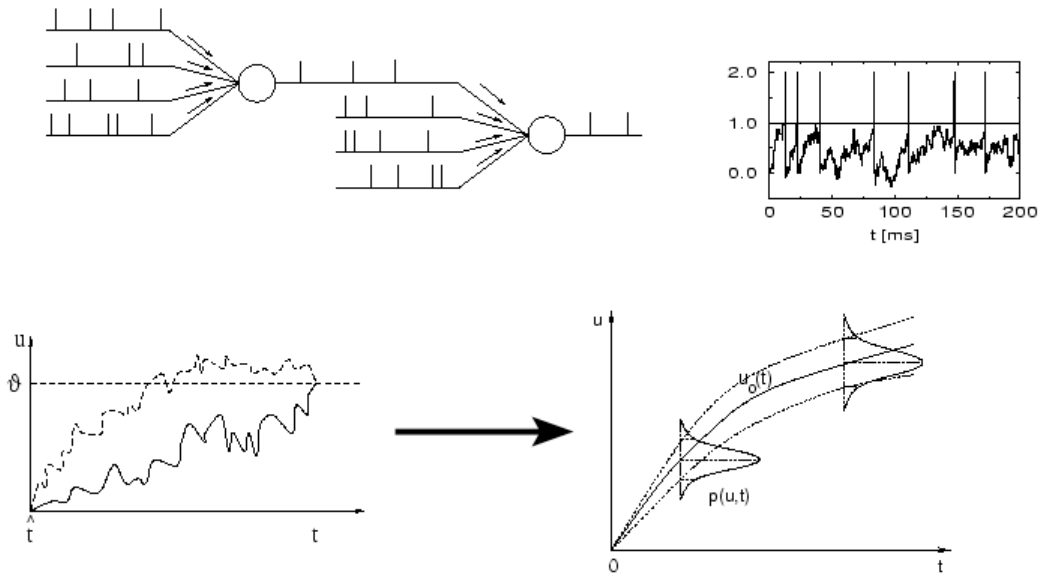 2.0
1.0
0.0
0 50 100 150 200
t [ms]
u
ϑ
t̂ t
u
u₀(t)
p(u,t)
0 t